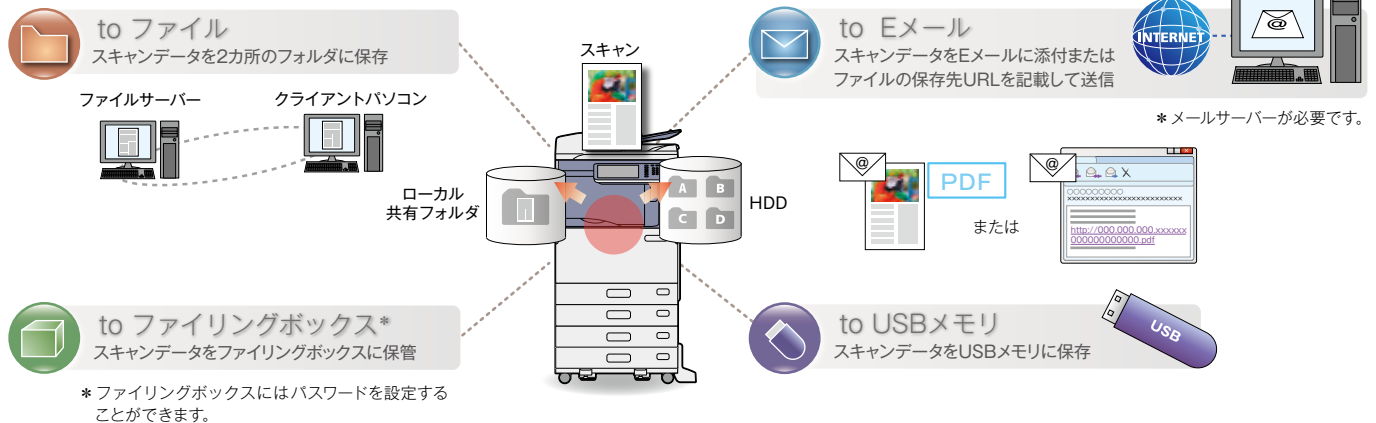 to ファイル
スキャンデータを2カ所のフォルダに保存
ファイルサーバー
クライアントパソコン
スキャン
ローカル
共有フォルダ
A B
C D
HDD
to Eメール
スキャンデータをEメールに添付または
ファイルの保存先URLを記載して送信
INTERNET
@
*メールサーバーが必要です。
@
PDF
または
@
○○○○○○○○○
××××××××××××××××××××××××
http://000.000.000.xxxxxx
000000000000.pdf
to ファイリングボックス*
スキャンデータをファイリングボックスに保管
*ファイリングボックスにはパスワードを設定する
ことができます。
to USBメモリ
スキャンデータをUSBメモリに保存
USB